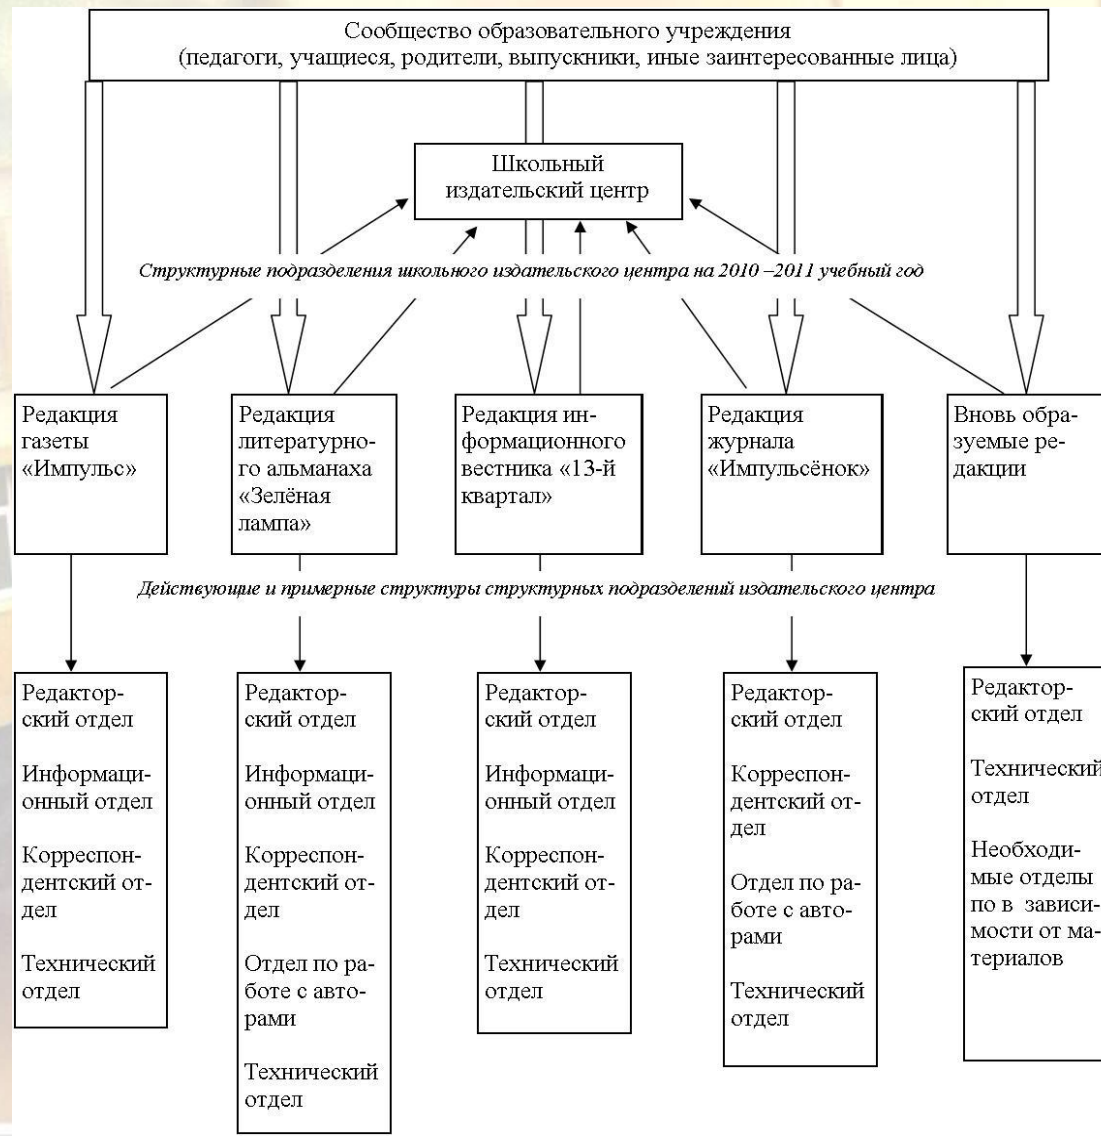 Сообщество образовательного учреждения
(педагоги, учащиеся, родители, выпускники, иные заинтересованные лица)
Школьный
издательский центр
Структурные подразделения школьного издательского центра на 2010 –2011 учебный год
Редакция
газеты
«Импульс»
Редакция
литературно-
го альманаха
«Зелёная
лампа»
Редакция ин-
формационного
вестника «13-й
квартал»
Редакция
журнала
«Импульсёнок»
Вновь обра-
зуемые ре-
дакции
Действующие и примерные структуры структурных подразделений издательского центра
Редактор-
ский отдел
Информаци-
онный отдел
Корреспон-
дентский от-
дел
Технический
отдел
Редактор-
ский отдел
Информаци-
онный отдел
Корреспон-
дентский от-
дел
Отдел по ра-
боте с авто-
рами
Технический
отдел
Редактор-
ский отдел
Информаци-
онный отдел
Корреспон-
дентский от-
дел
Технический
отдел
Редактор-
ский отдел
Корреспон-
дентский от-
дел
Отдел по ра-
боте с авто-
рами
Технический
отдел
Редактор-
ский отдел
Технический
отдел
Необходи-
мые отделы
по в зависи-
мости от ма-
териалов